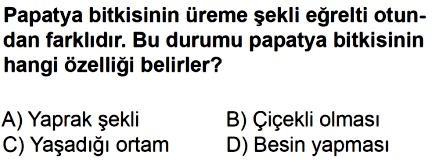 Papatya bitkisinin üreme şekli eğrelti otun-
dan farklıdır. Bu durumu papatya bitkisinin
hangi özelliği belirler?
A) Yaprak şekli B) Çiçekli olması
C) Yaşadığı ortam D) Besin yapması